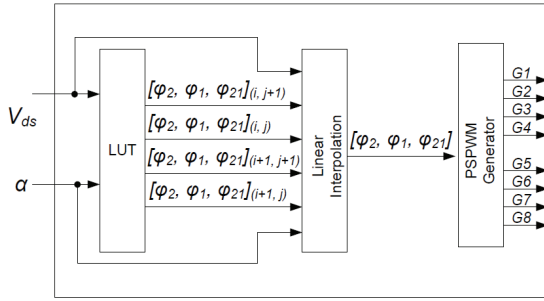 V_ds
α
LUT
[φ2, φ1, φ21](i, j+1)
[φ2, φ1, φ21](i, j)
[φ2, φ1, φ21](i+1, j+1)
[φ2, φ1, φ21](i+1, j)
Linear
Interpolation
[φ2, φ1, φ21]
PSPWM
Generator
G1
G2
G3
G4
G5
G6
G7
G8